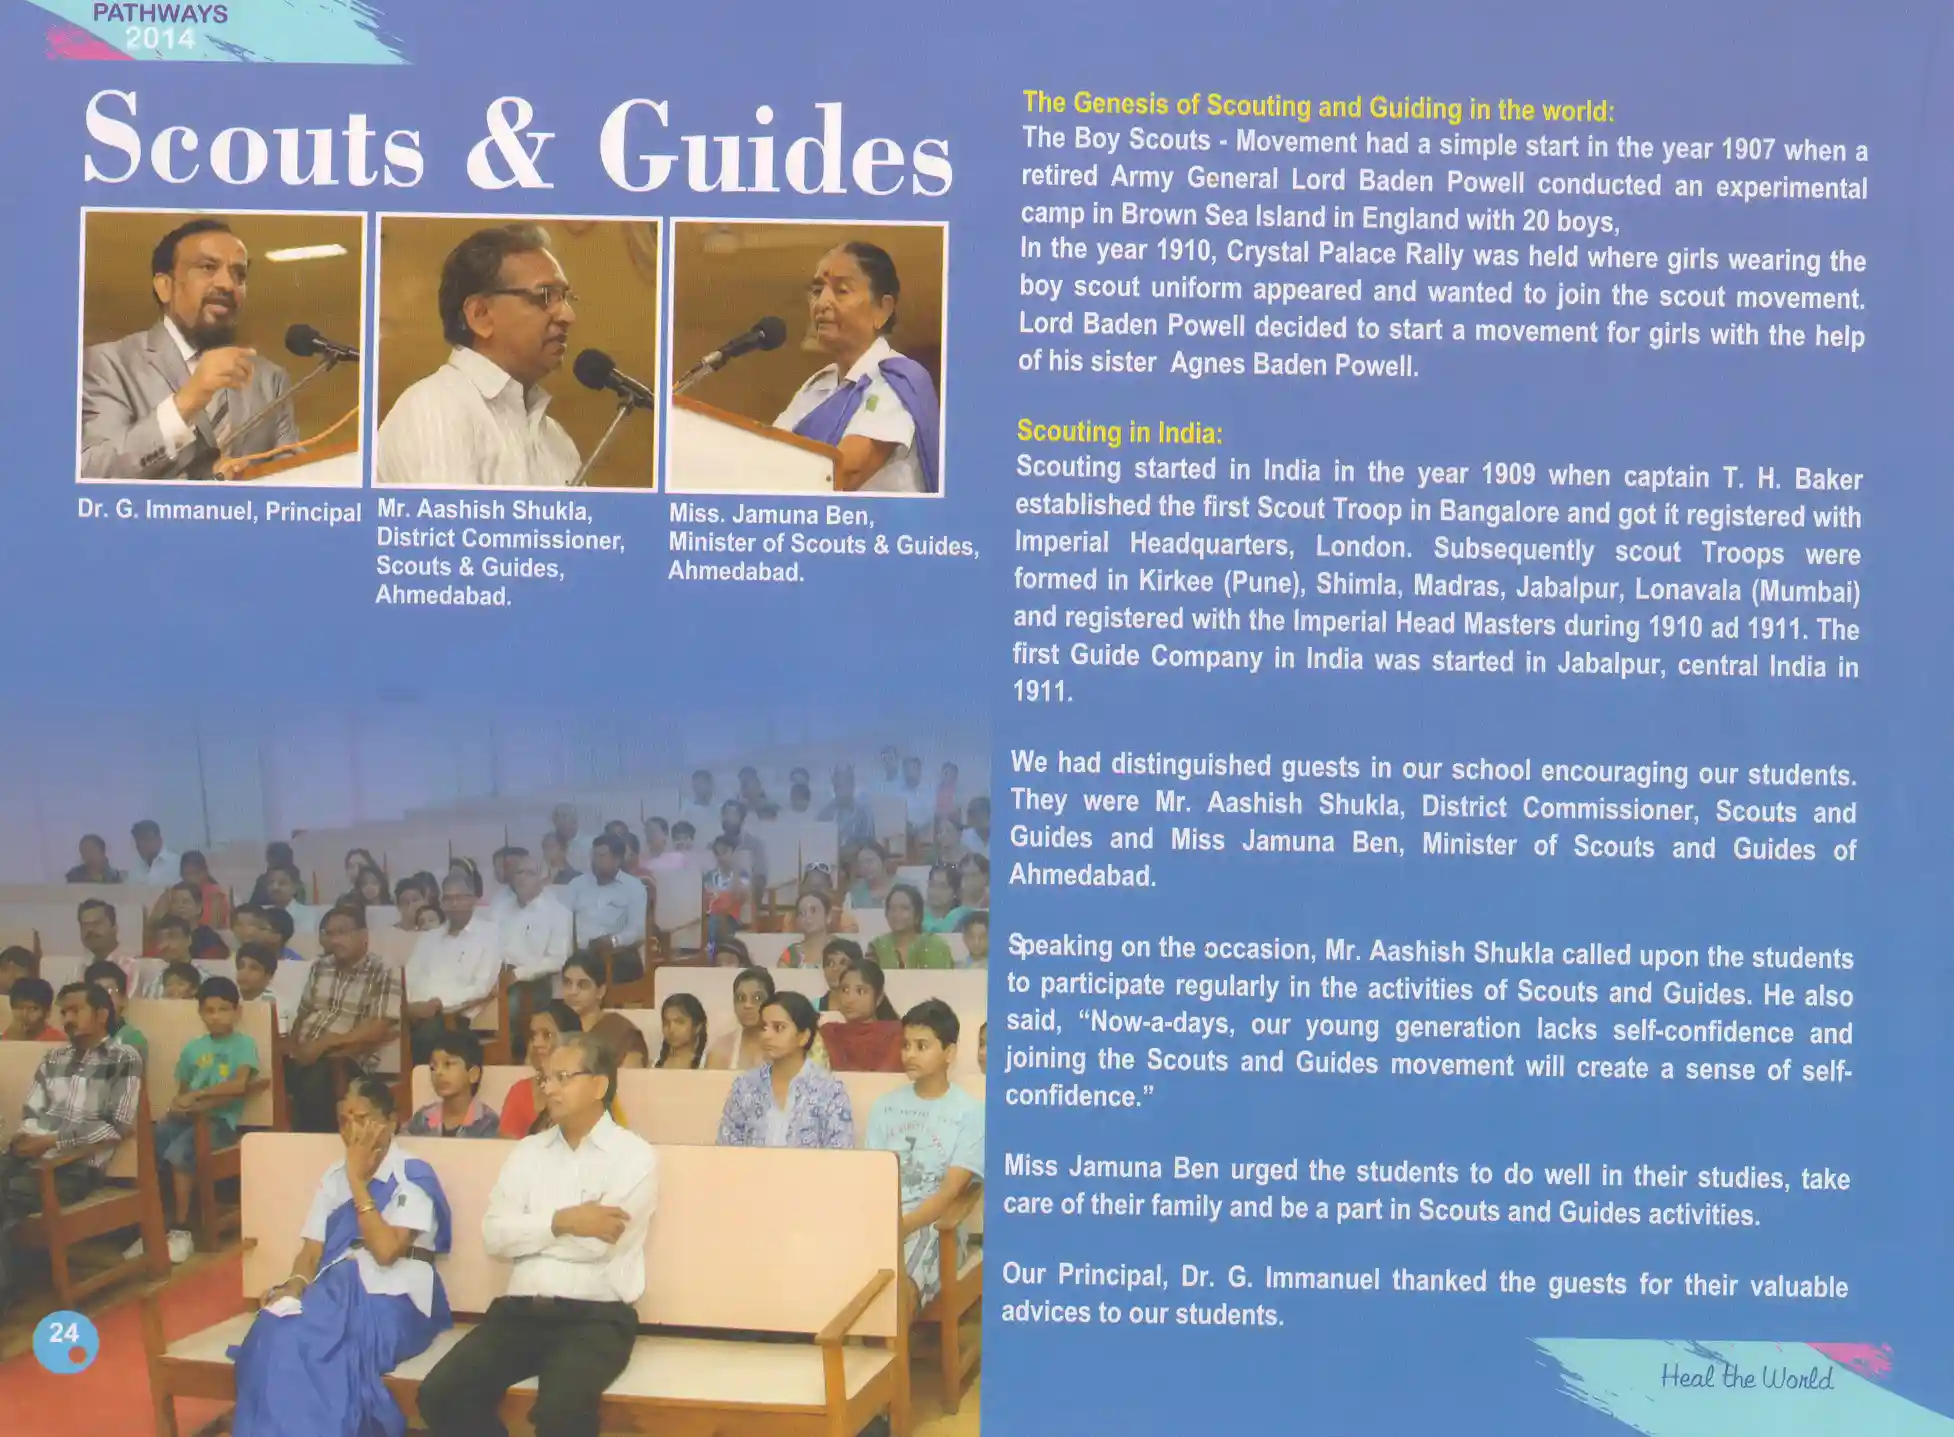 PATHWAYS
2014
Scouts & Guides
Dr. G. Immanuel, Principal
Mr. Aashish Shukla,
District Commissioner,
Scouts & Guides,
Ahmedabad.
Miss. Jamuna Ben,
Minister of Scouts & Guides,
Ahmedabad.
The Genesis of Scouting and Guiding in the world:
The Boy Scouts - Movement had a simple start in the year 1907 when a
retired Army General Lord Baden Powell conducted an experimental
camp in Brown Sea Island in England with 20 boys,
In the year 1910, Crystal Palace Rally was held where girls wearing the
boy scout uniform appeared and wanted to join the scout movement.
Lord Baden Powell decided to start a movement for girls with the help
of his sister Agnes Baden Powell.
Scouting in India:
Scouting started in India in the year 1909 when captain T. H. Baker
established the first Scout Troop in Bangalore and got it registered with
Imperial Headquarters, London. Subsequently scout Troops were
formed in Kirkee (Pune), Shimla, Madras, Jabalpur, Lonavala (Mumbai)
and registered with the Imperial Head Masters during 1910 ad 1911. The
first Guide Company in India was started in Jabalpur, central India in
1911.
We had distinguished guests in our school encouraging our students.
They were Mr. Aashish Shukla, District Commissioner, Scouts and
Guides and Miss Jamuna Ben, Minister of Scouts and Guides of
Ahmedabad.
Speaking on the occasion, Mr. Aashish Shukla called upon the students
to participate regularly in the activities of Scouts and Guides. He also
said, “Now-a-days, our young generation lacks self-confidence and
joining the Scouts and Guides movement will create a sense of self-
confidence.”
Miss Jamuna Ben urged the students to do well in their studies, take
care of their family and be a part in Scouts and Guides activities.
Our Principal, Dr. G. Immanuel thanked the guests for their valuable
advices to our students.
24
Heal the World